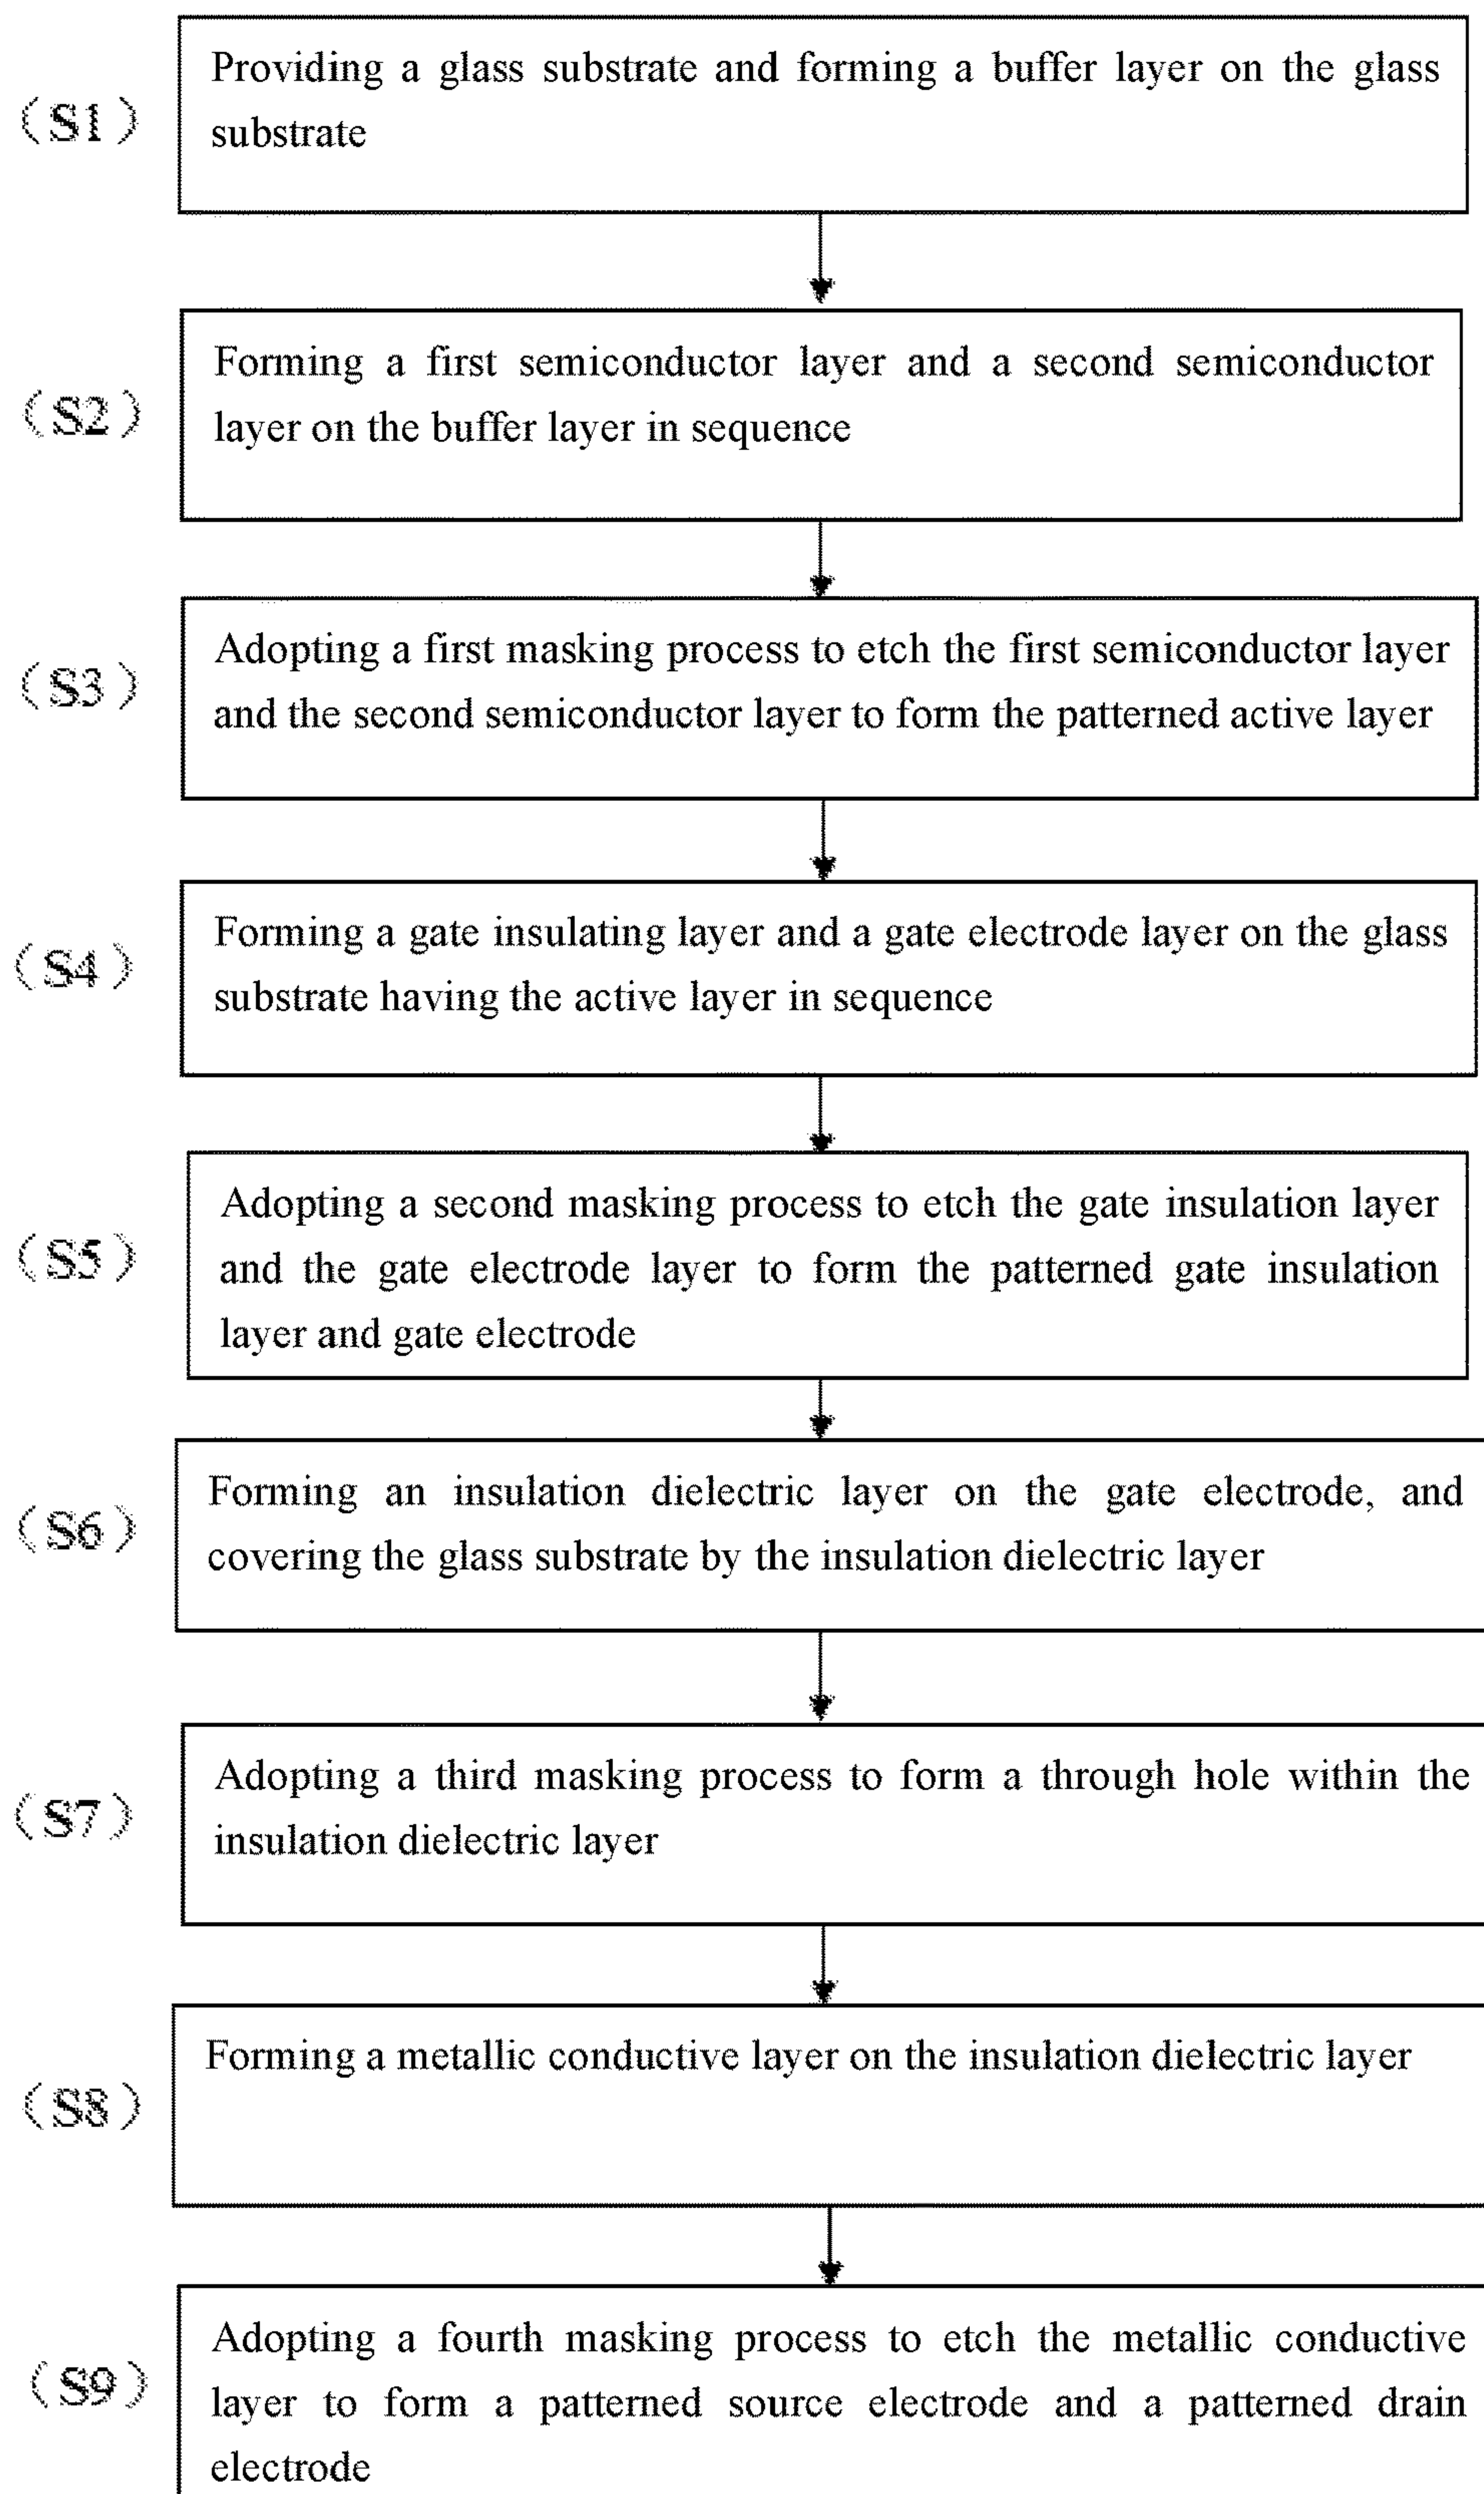 (S1)
Providing a glass substrate and forming a buffer layer on the glass
substrate
(S2)
Forming a first semiconductor layer and a second semiconductor
layer on the buffer layer in sequence
(S3)
Adopting a first masking process to etch the first semiconductor layer
and the second semiconductor layer to form the patterned active layer
(S4)
Forming a gate insulating layer and a gate electrode layer on the glass
substrate having the active layer in sequence
(S5)
Adopting a second masking process to etch the gate insulation layer
and the gate electrode layer to form the patterned gate insulation
layer and gate electrode
(S6)
Forming an insulation dielectric layer on the gate electrode, and
covering the glass substrate by the insulation dielectric layer
(S7)
Adopting a third masking process to form a through hole within the
insulation dielectric layer
(S8)
Forming a metallic conductive layer on the insulation dielectric layer
(S9)
Adopting a fourth masking process to etch the metallic conductive
layer to form a patterned source electrode and a patterned drain
electrode